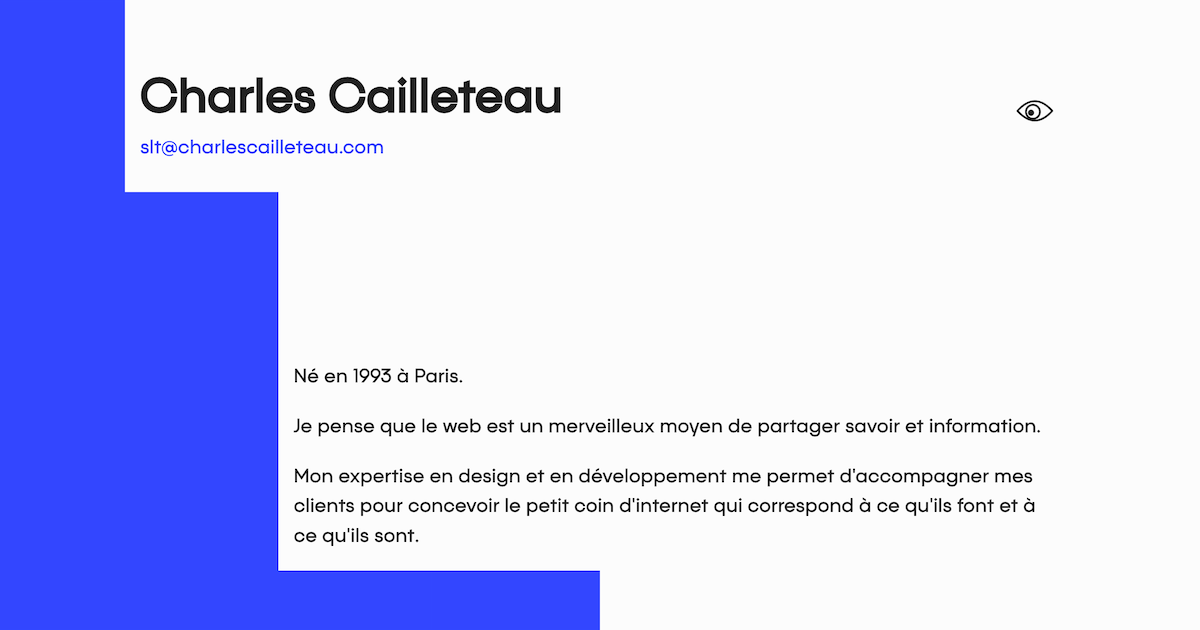 Charles Cailleteau
slt@charlescailleteau.com
Né en 1993 à Paris.
Je pense que le web est un merveilleux moyen de partager savoir et information.
Mon expertise en design et en développement me permet d'accompagner mes
clients pour concevoir le petit coin d'internet qui correspond à ce qu'ils font et à
ce qu'ils sont.